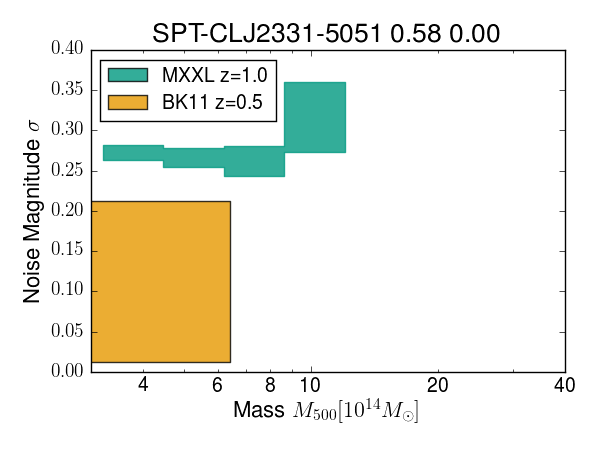 SPT-CLJ2331-5051 0.58 0.00
0.40
0.35
0.30
0.25
0.20
0.15
0.10
0.05
0.00
Noise Magnitude σ
MXXL z=1.0
BK11 z=0.5
4 6 8 10 20 40
Mass M₅₀₀[10¹⁴M☉]